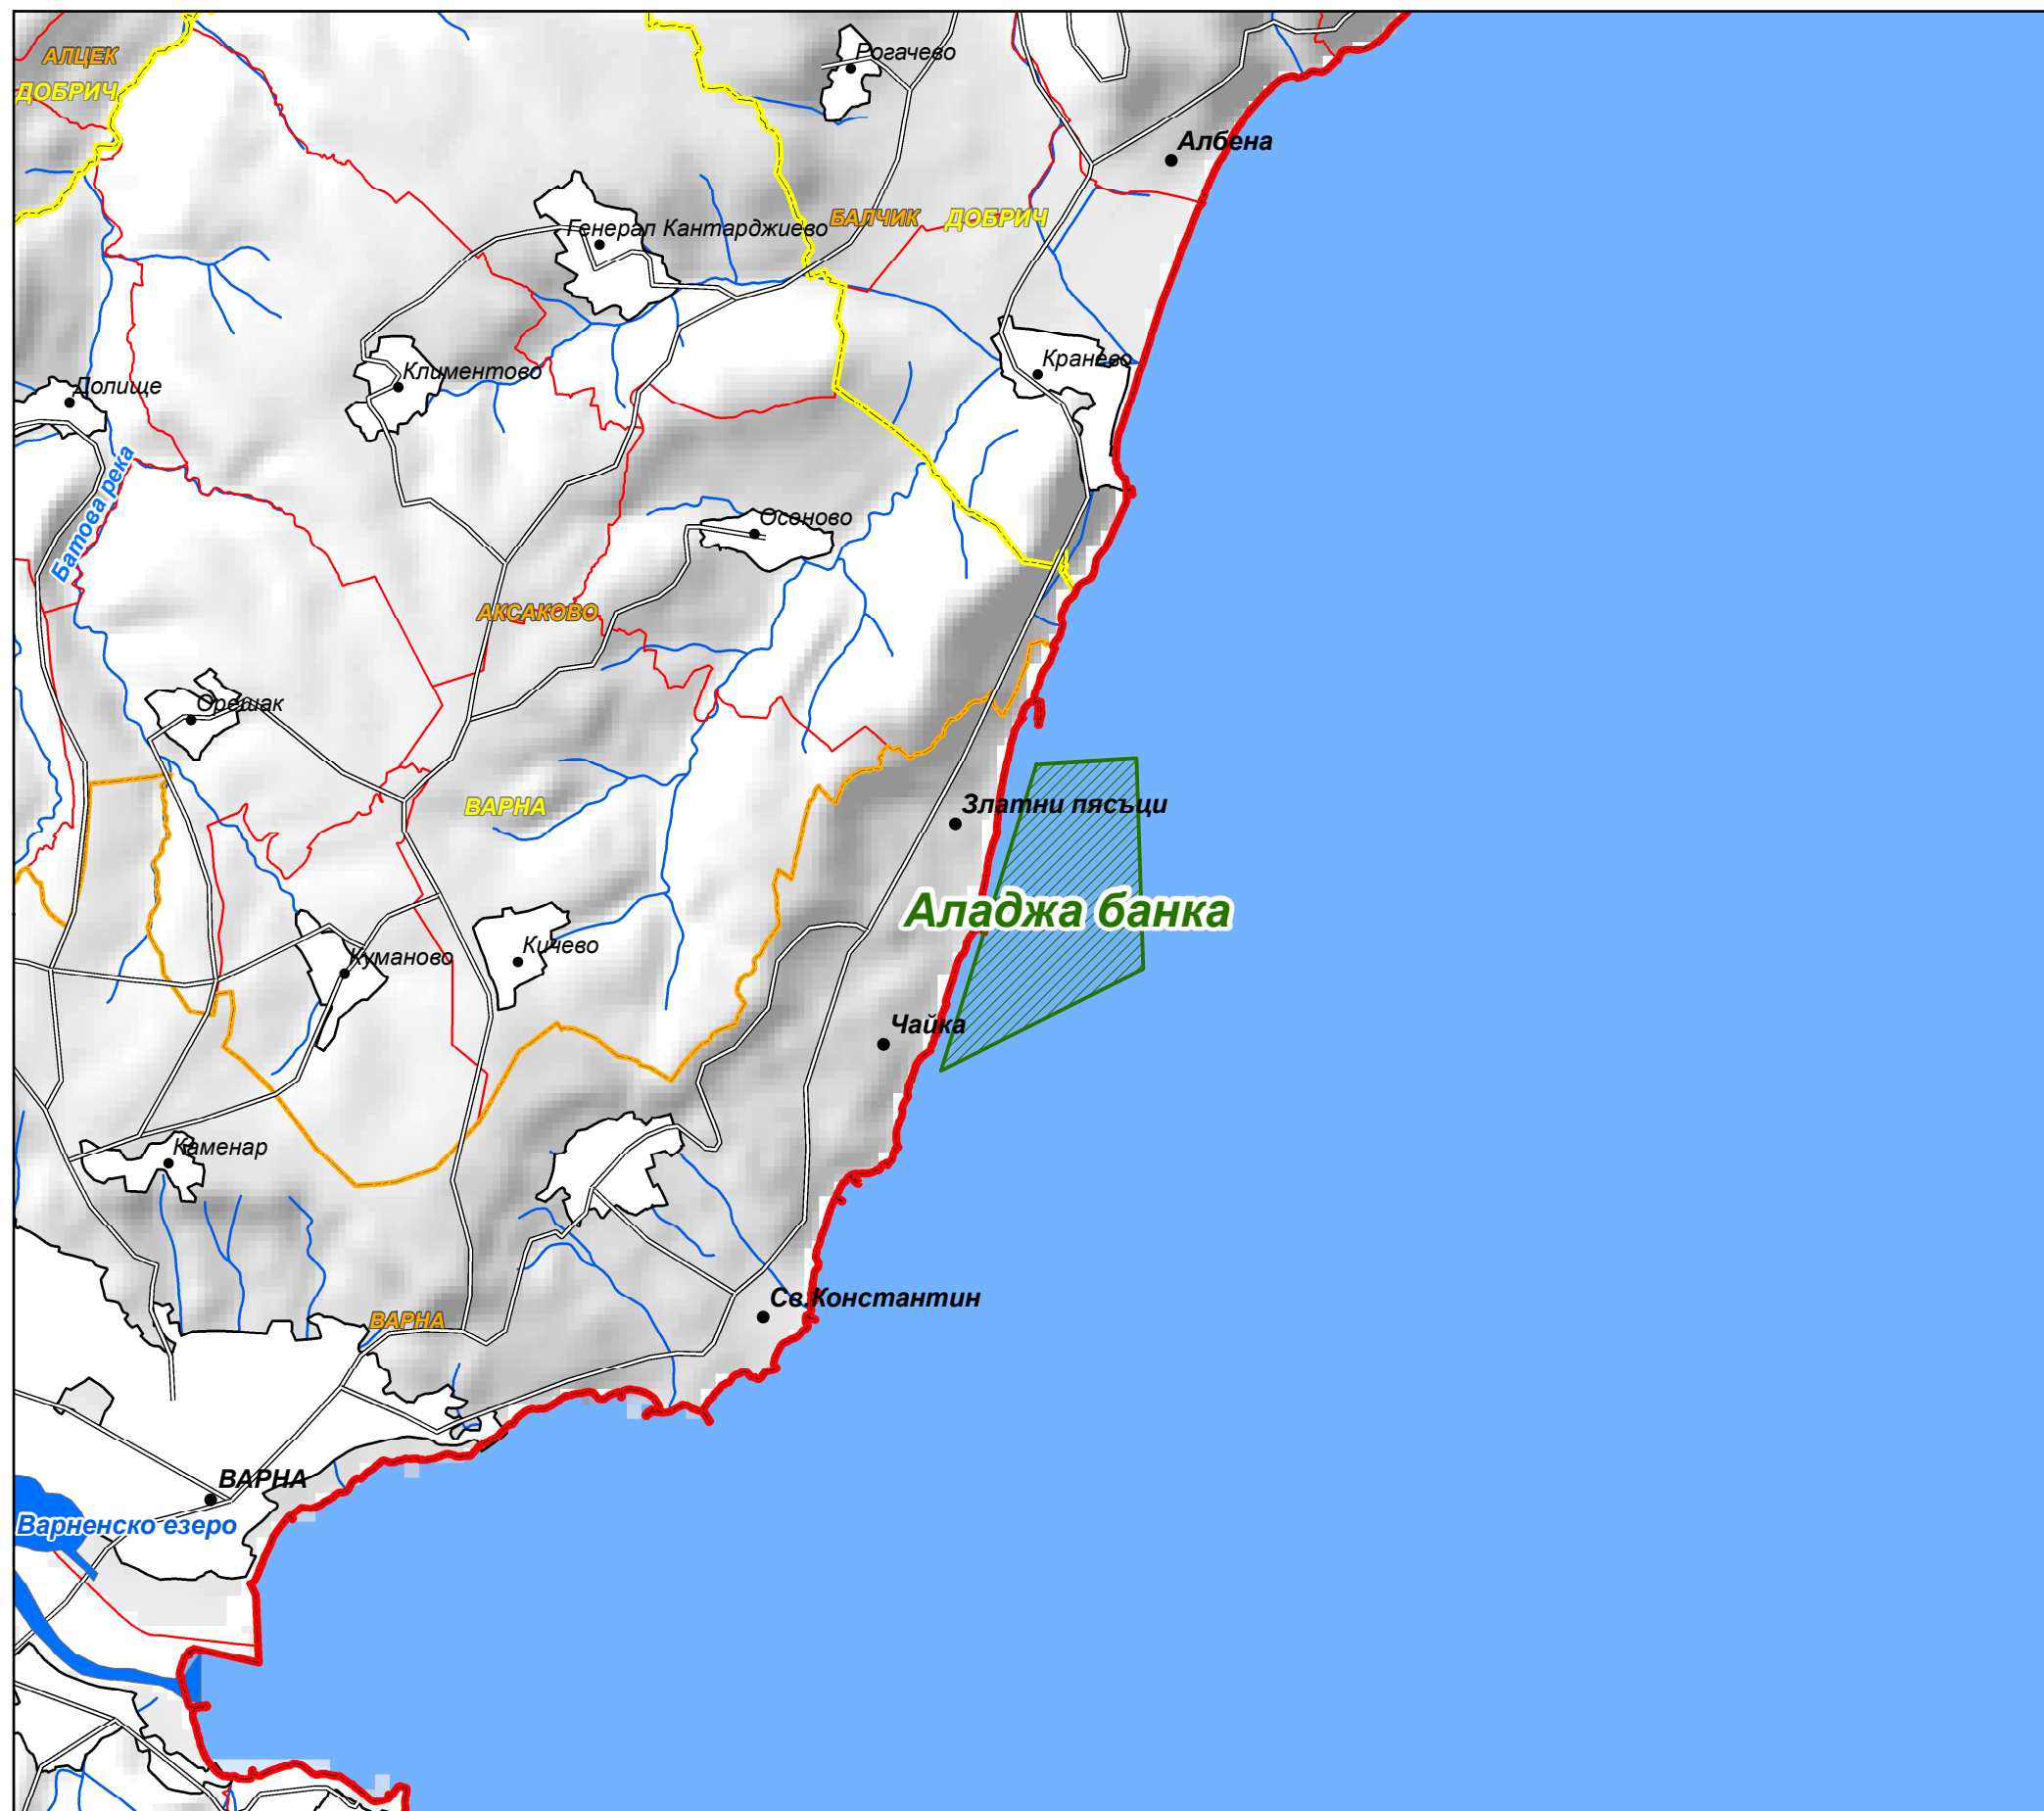 АЛЦЕК
Рогачево
ДОБРИЧ
Албена
БАЛЧИК
ДОБРИЧ
Генерал Кантарджиево
Кранево
Климентово
Долище
Батова река
Осеново
АКСАКОВО
Орешак
ВАРНА
Златни пясъци
Аладжа банка
Кичево
Куманово
Чайка
Каменар
Св.Константин
ВАРНА
ВАРНА
Варненско езеро